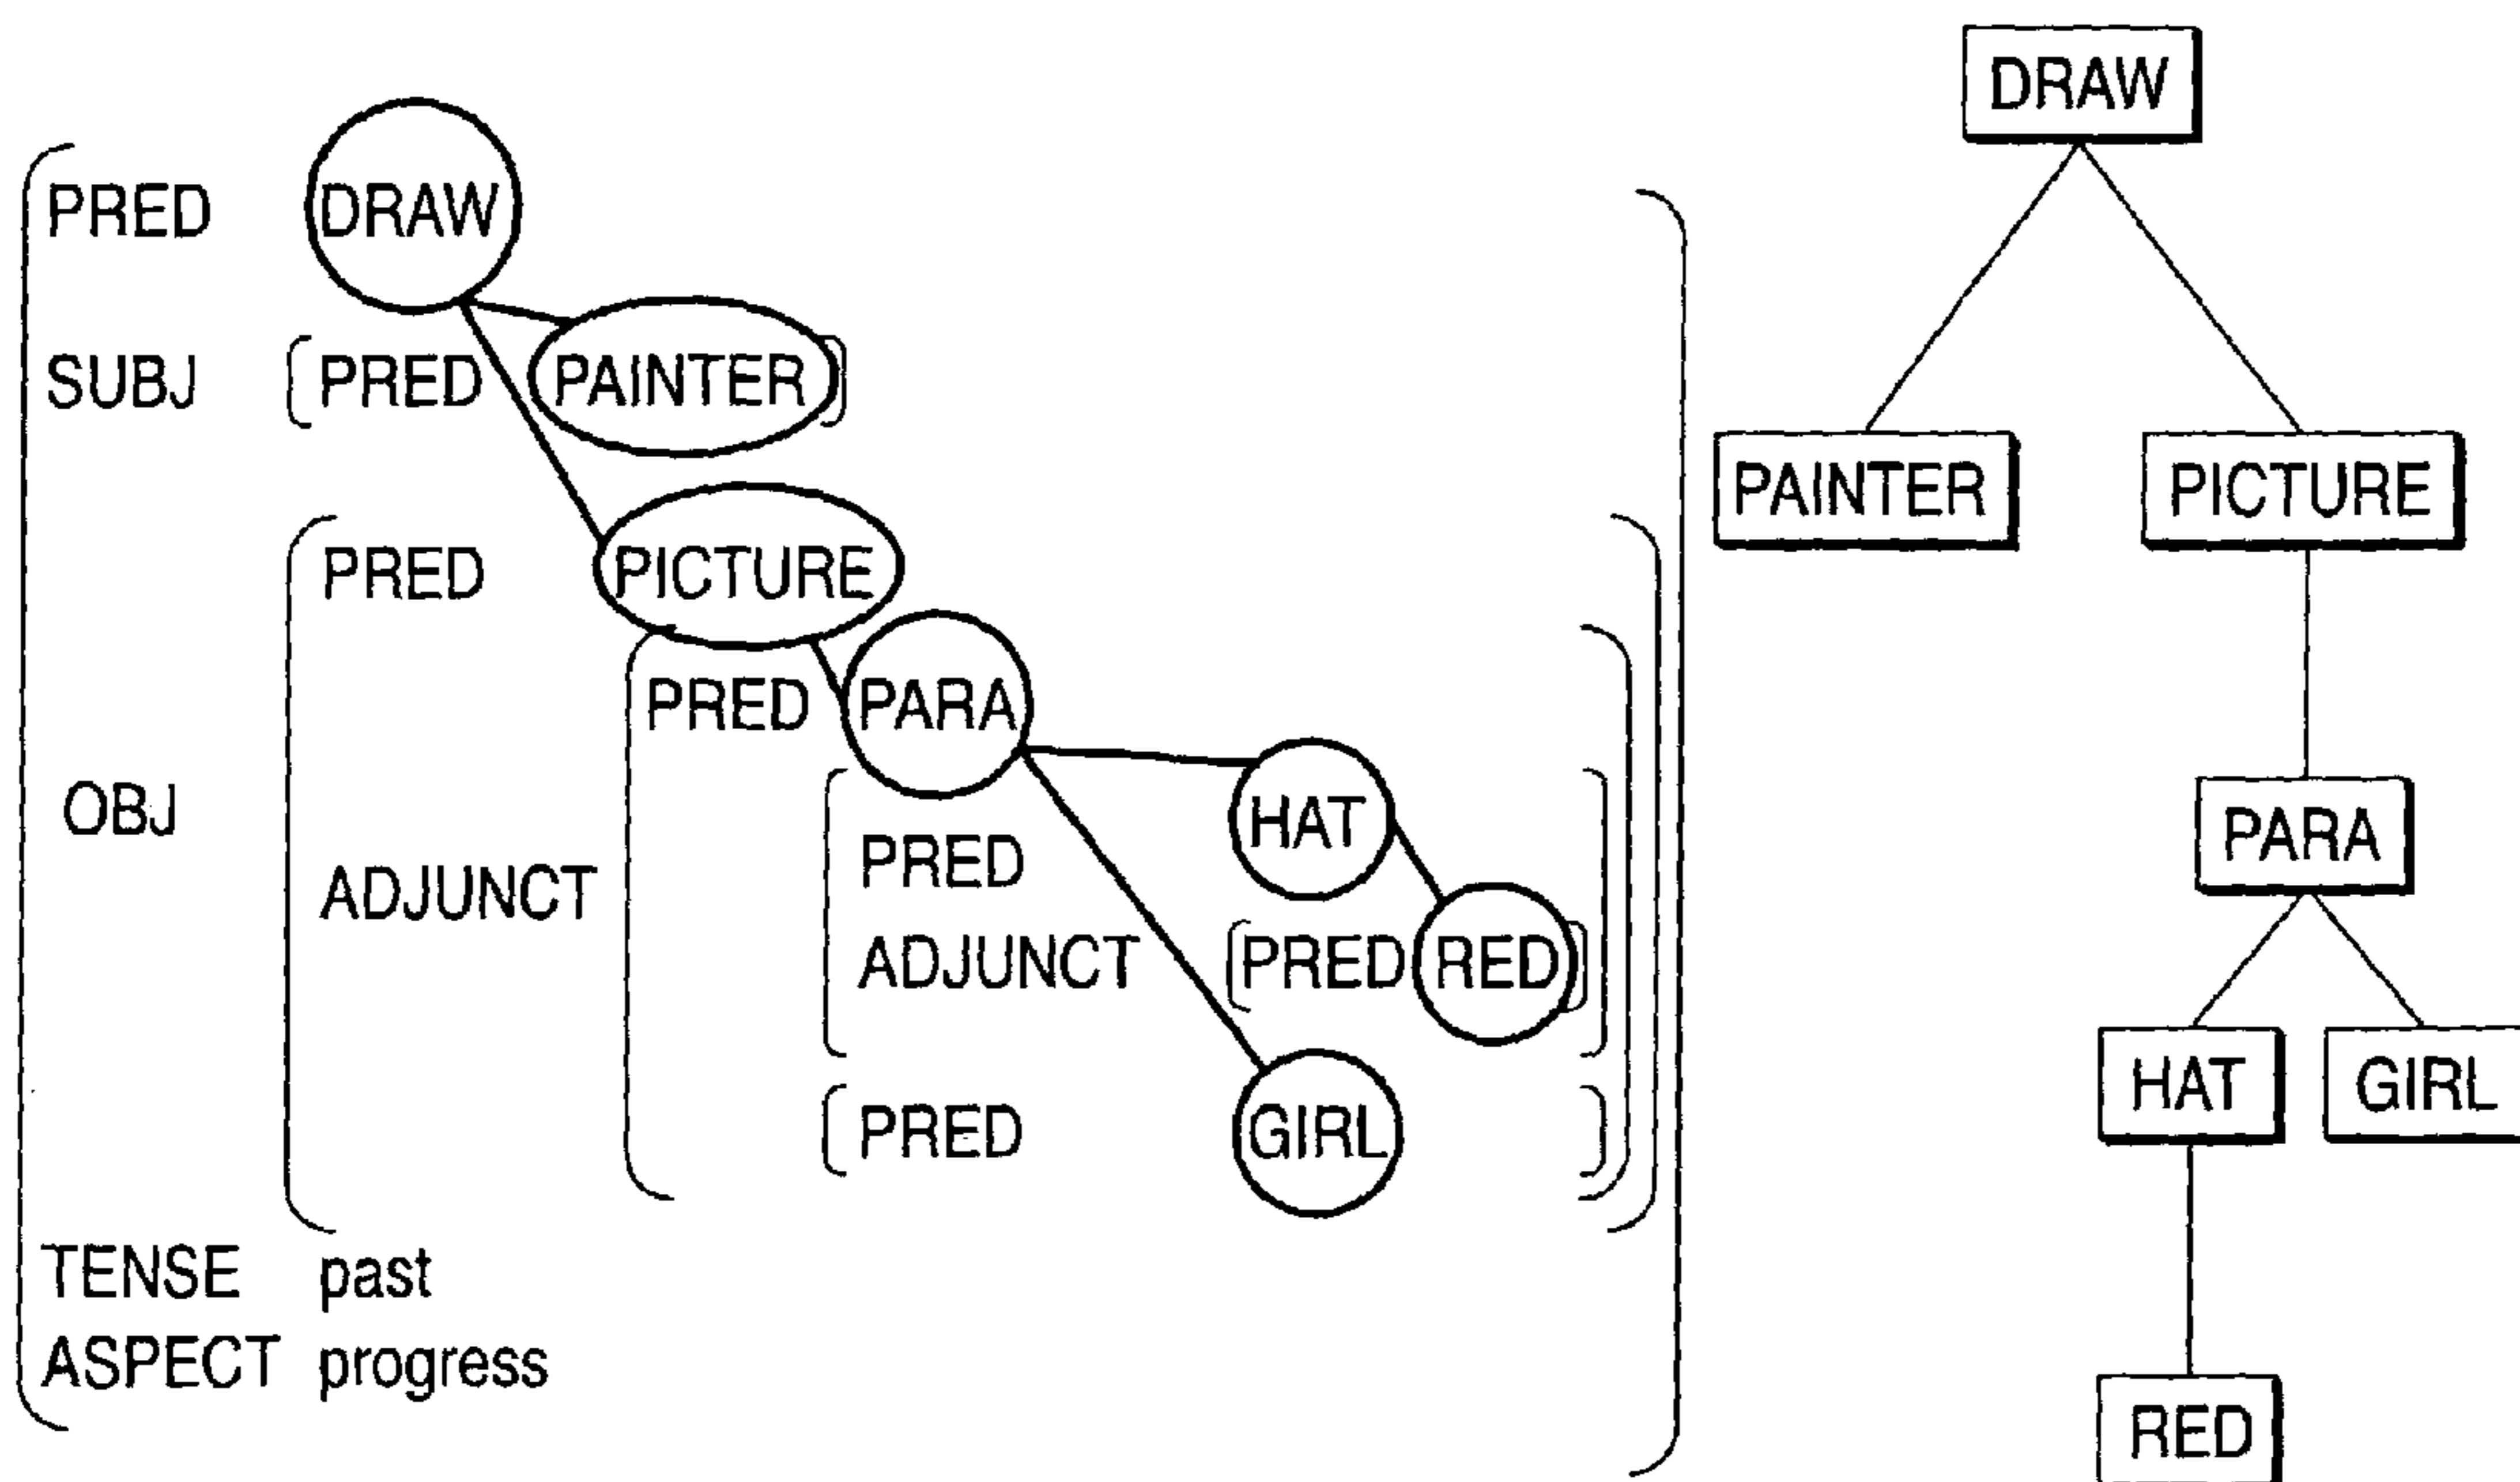 PRED DRAW
SUBJ PRED PAINTER
PRED PICTURE
PRED PARA
OBJ
HAT
PRED
ADJUNCT
ADJUNCT PRED RED
PRED GIRL
TENSE past
ASPECT progress
DRAW
PAINTER PICTURE
PARA
HAT GIRL
RED